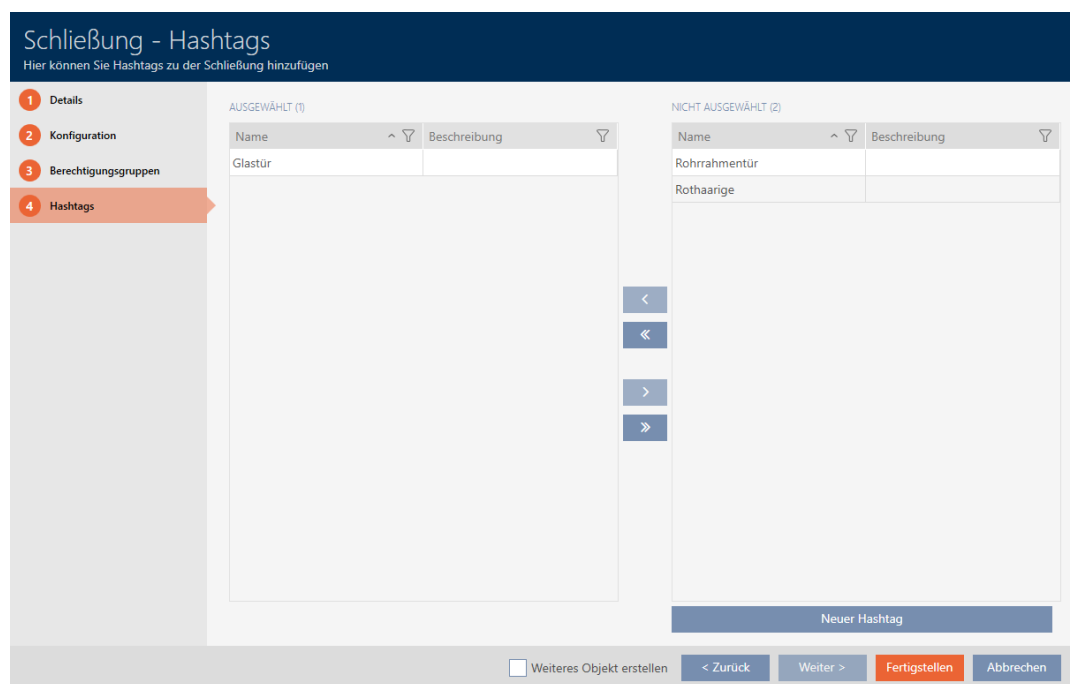 Schließung - Hashtags
Hier können Sie Hashtags zu der Schließung hinzufügen
1 Details
2 Konfiguration
3 Berechtigungsgruppen
4 Hashtags
AUSGEWÄHLT (1)
Name Beschreibung
Glastür
NICHT AUSGEWÄHLT (2)
Name Beschreibung
Rohrrahmentür
Rothaarige
Neuer Hashtag
Weiteres Objekt erstellen < Zurück Weiter > Fertigstellen Abbrechen